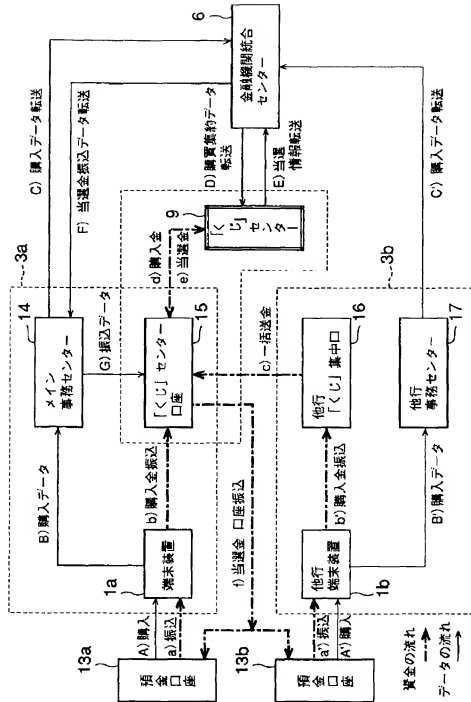 3a
14
メイン
事務センター
C) 購入データ転送
F) 当選金振込データ転送
6
金融機関統合
センター
B) 購入データ
G) 振込データ
D) 購買集約データ
転送
E) 当選
情報転送
13a
預金口座
A) 購入
a) 振込
1a
端末装置
b) 購入金振込
15
「くじ」センター
口座
d) 購入金
e) 当選金
9
「くじ」
センター
f) 当選金 口座振込
c) 一括送金
3b
13b
預金口座
a') 振込
A') 購入
1b
他行
端末装置
b') 購入金振込
16
他行
「くじ」集中口
B') 購入データ
17
他行
事務センター
C') 購入データ転送
資金の流れ
データの流れ